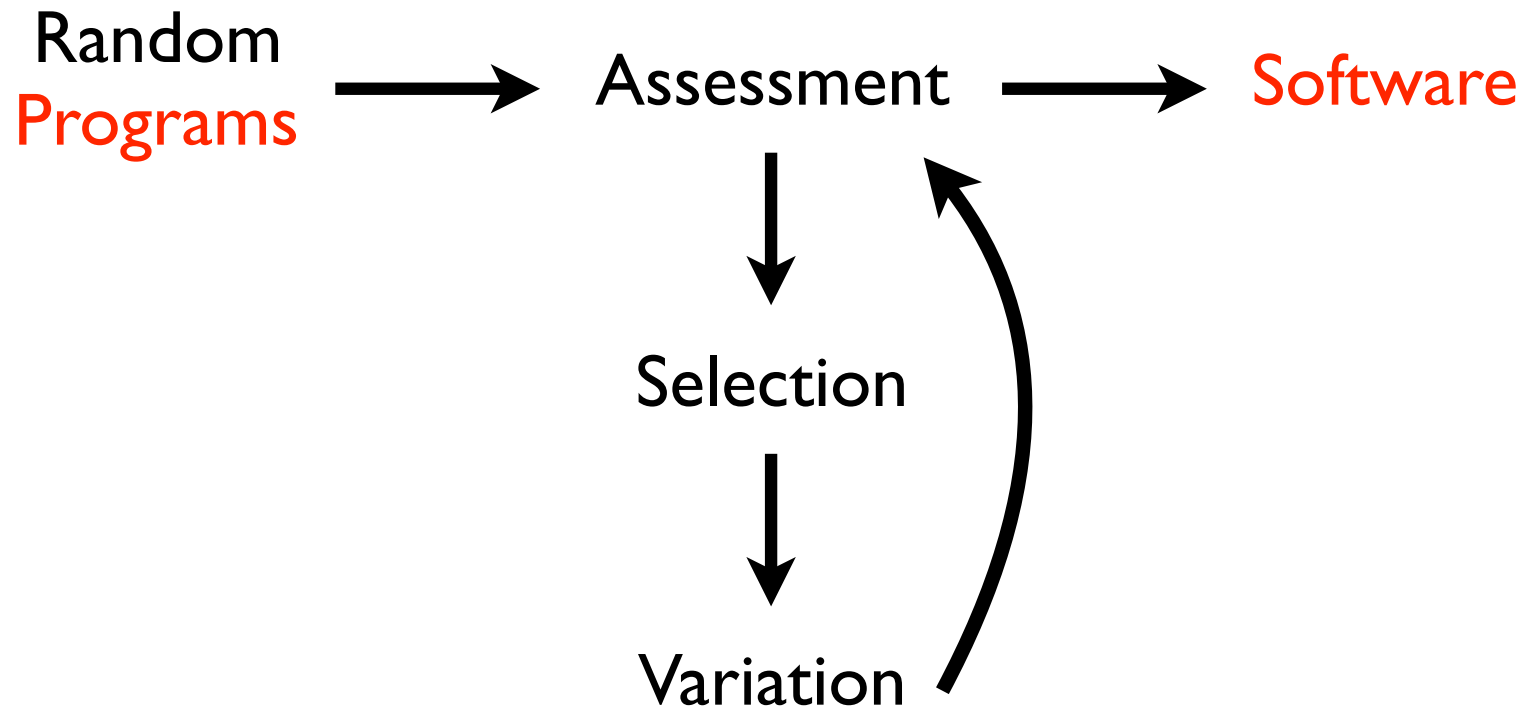 Random
Programs
Assessment
Software
Selection
Variation